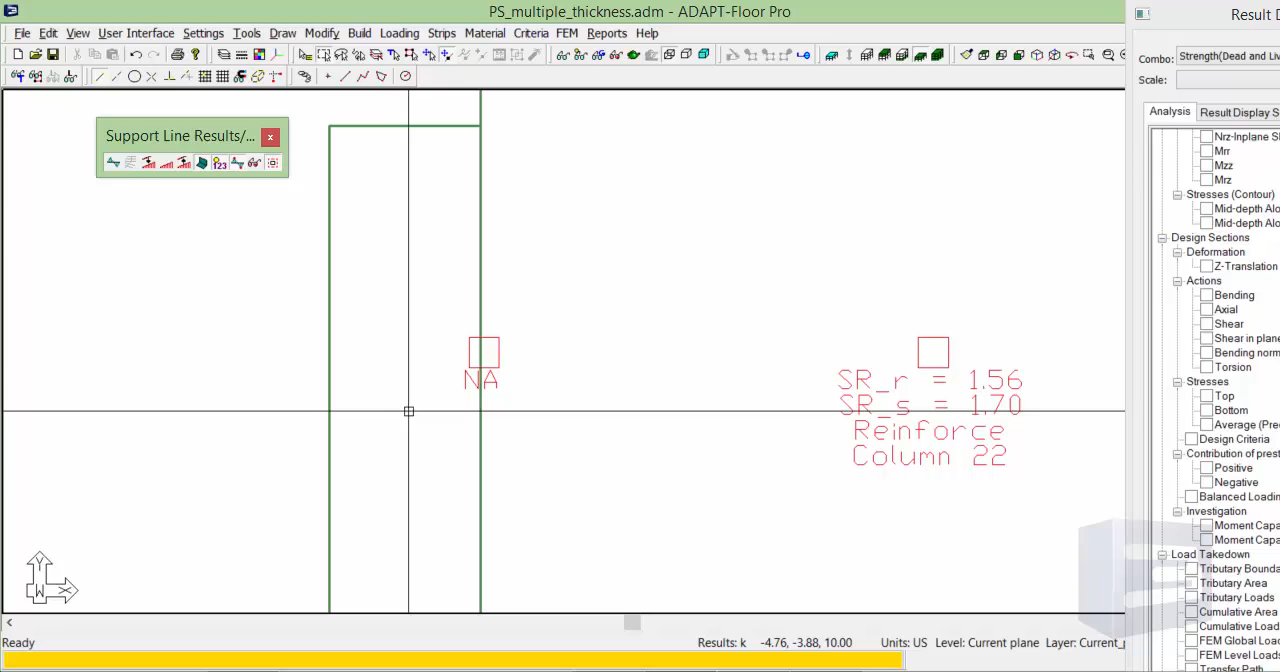 PS_multiple_thickness.adm - ADAPT-Floor Pro
Result D
File Edit View User Interface Settings Tools Draw Modify Build Loading Strips Material Criteria FEM Reports Help
Combo: Strength(Dead and Liv
Scale:
Analysis Result Display S
Support Line Results/... x
123
Nrz-Inplane S
Mrr
Mzz
Mrz
Stresses (Contour)
Mid-depth Alo
Mid-depth Alo
Design Sections
Deformation
Z-Translation
Actions
Bending
Axial
Shear
Shear in plane
Bending norm
Torsion
Stresses
Top
Bottom
Average (Pre
Design Criteria
Contribution of prest
Positive
Negative
Balanced Loading
Investigation
Moment Capa
Moment Capa
Load Takedown
Tributary Bounda
Tributary Area
Tributary Loads
Cumulative Area
Cumulative Load
FEM Global Load
FEM Level Loads
Transfer Path
NA
SR_r = 1.56
SR_s = 1.70
Reinforce
Column 22
Y
W X
Ready
Results: k -4.76, -3.88, 10.00 Units: US Level: Current plane Layer: Current_p